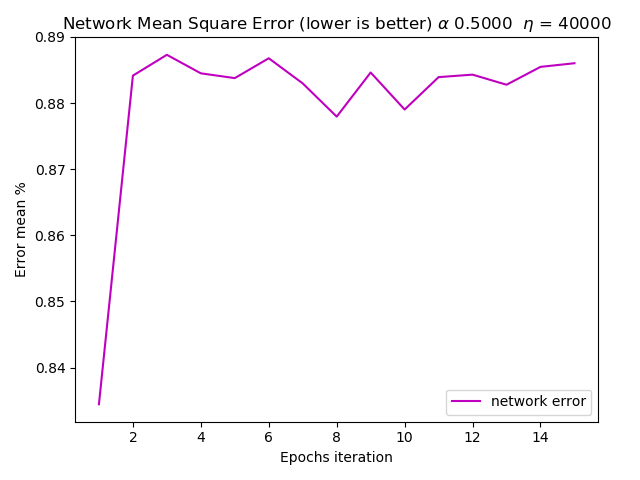 Network Mean Square Error (lower is better) α 0.5000 η = 40000
0.89
0.88
0.87
0.86
0.85
0.84
Error mean %
network error
2 4 6 8 10 12 14
Epochs iteration